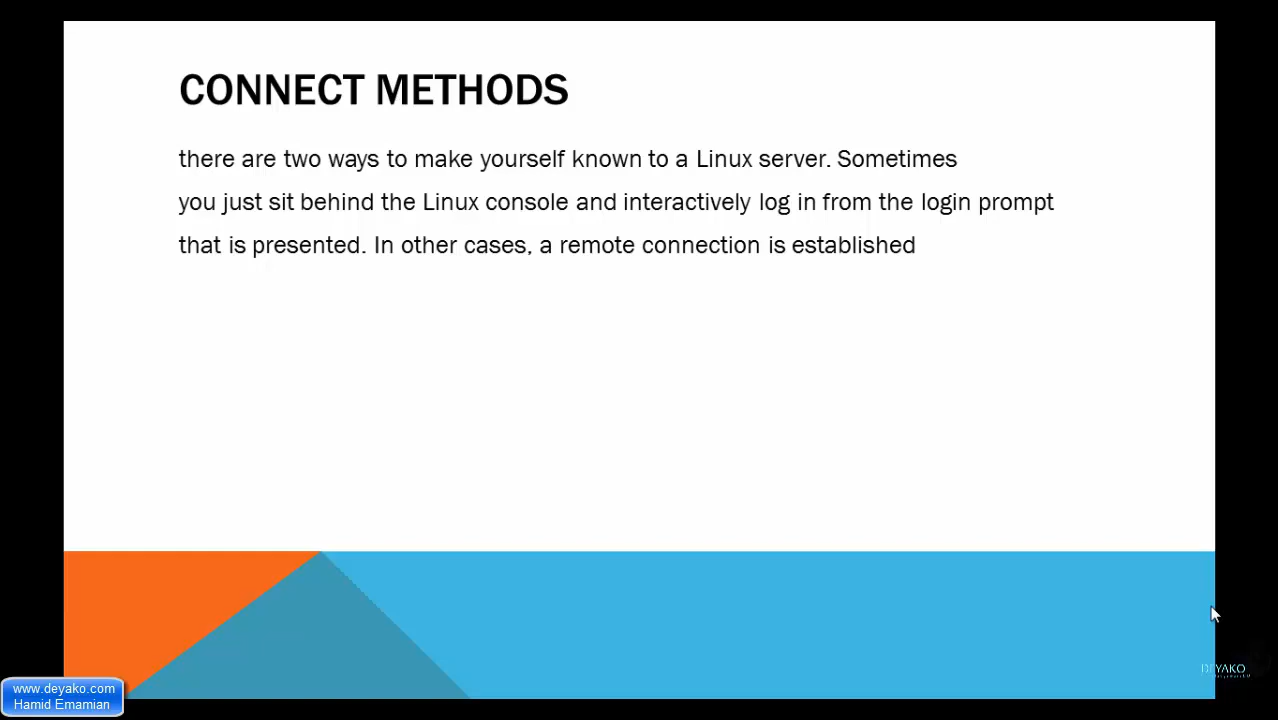 CONNECT METHODS
there are two ways to make yourself known to a Linux server. Sometimes
you just sit behind the Linux console and interactively log in from the login prompt
that is presented. In other cases, a remote connection is established
DEYAKO
www.deyako.com
Hamid Emamian